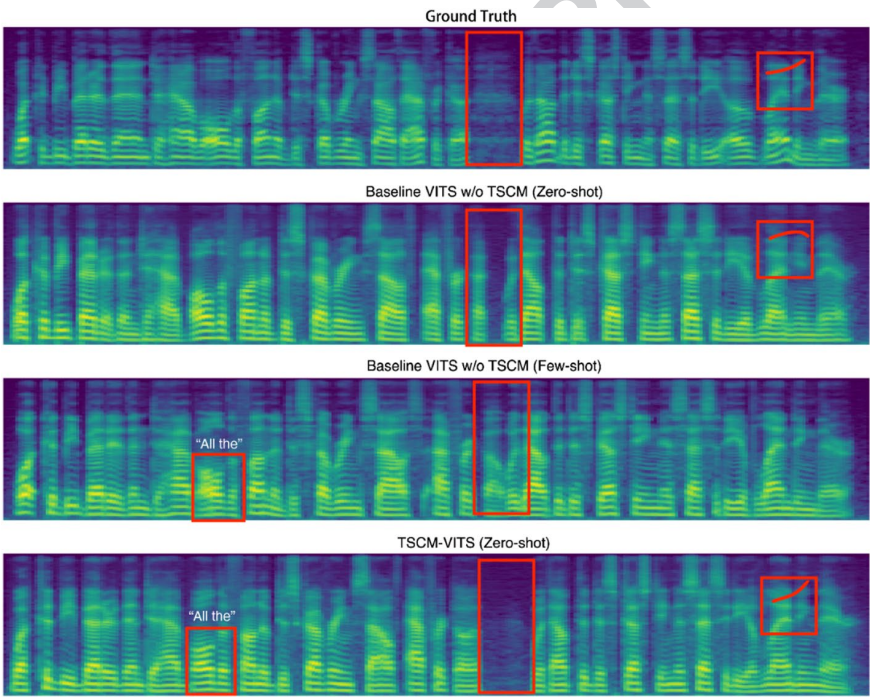 Ground Truth
Baseline VITS w/o TSCM (Zero-shot)
Baseline VITS w/o TSCM (Few-shot)
"All the"
TSCM-VITS (Zero-shot)
"All the"